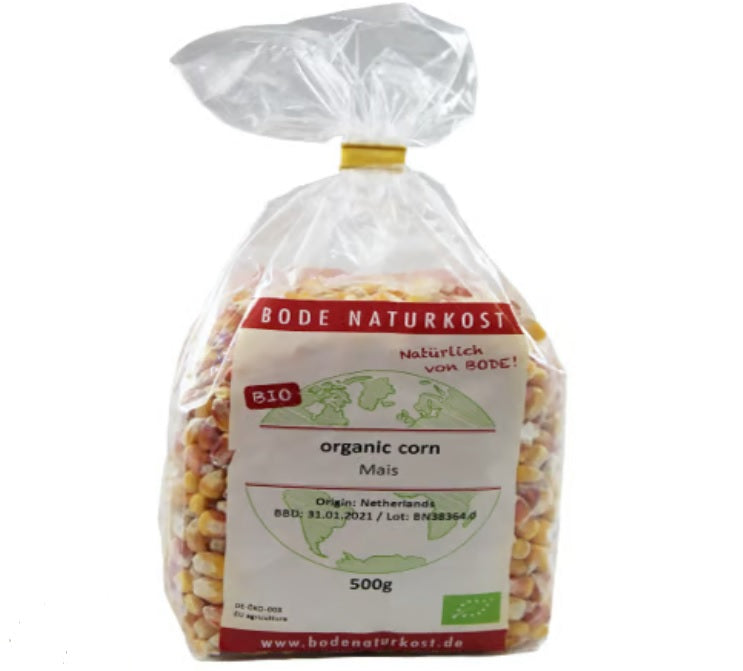 BODE NATURKOST
Natürlich
von BODE!
BIO
organic corn
Mais
Origin: Netherlands
BBD: 31.01.2021 / Lot: BN38364.0
500g
DE-ÖKO-008
EU agriculture
www.bodenaturkost.de